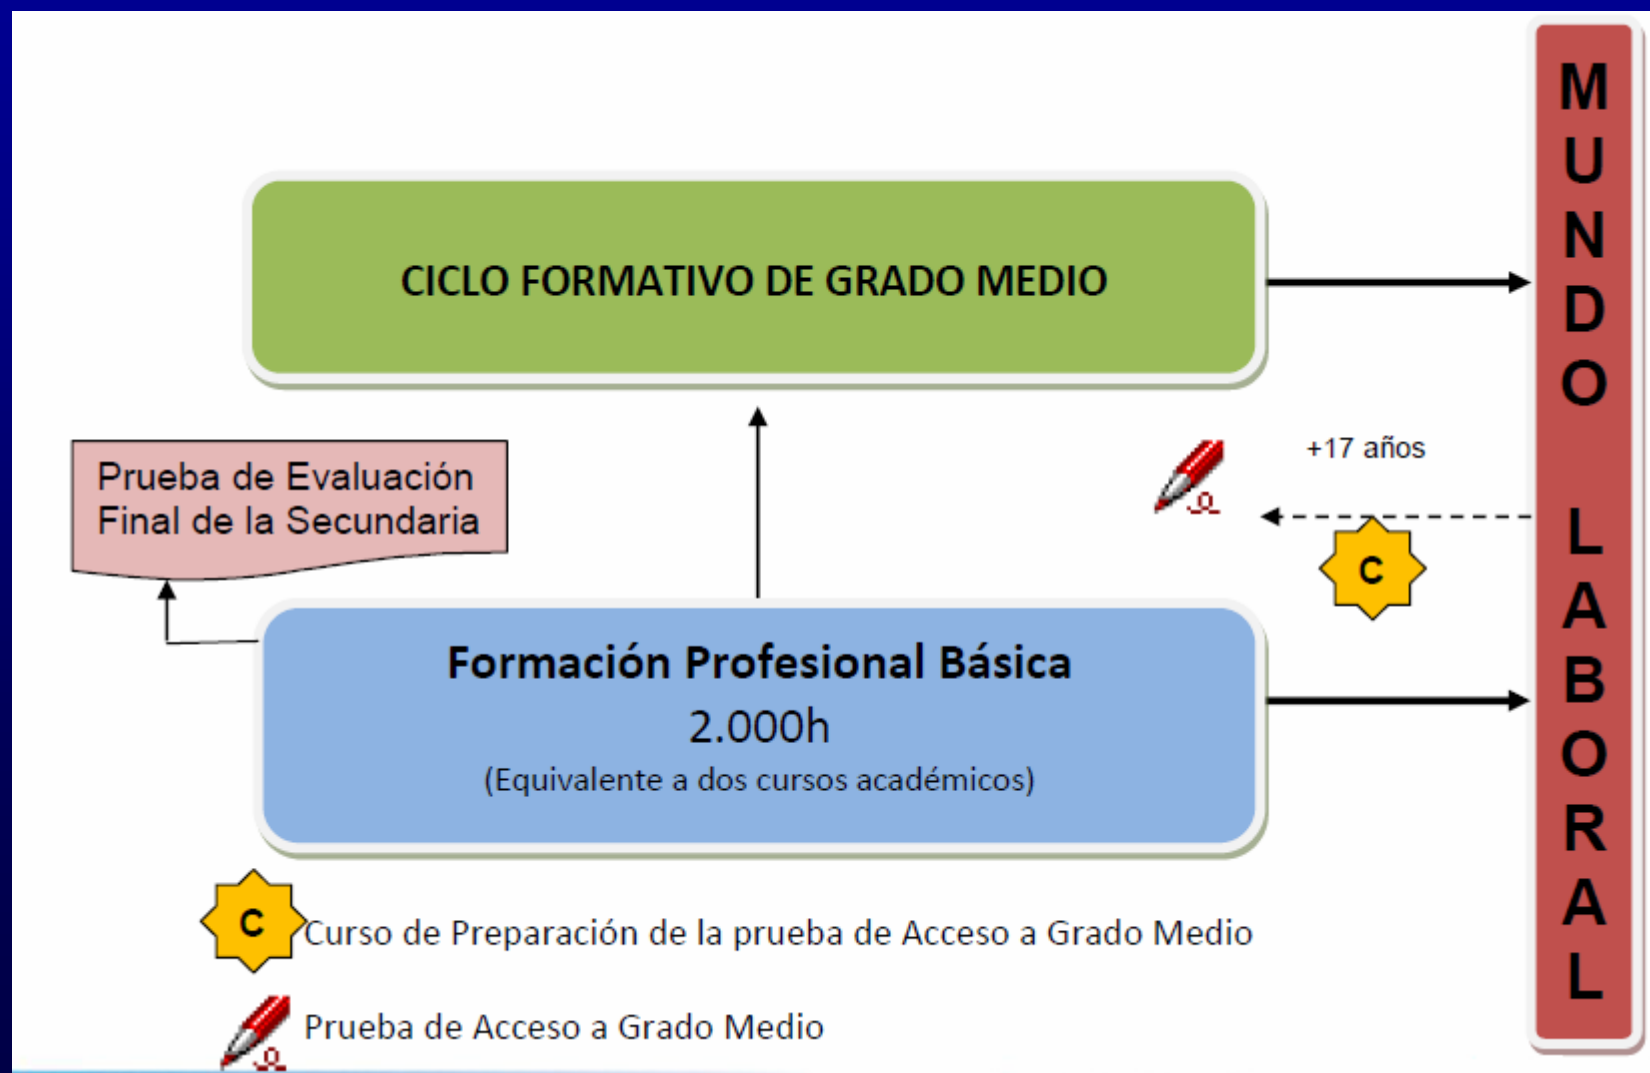 CICLO FORMATIVO DE GRADO MEDIO
MUNDO LABORAL
+17 años
Prueba de Evaluación
Final de la Secundaria
C
Formación Profesional Básica
2.000h
(Equivalente a dos cursos académicos)
C
Curso de Preparación de la prueba de Acceso a Grado Medio
Prueba de Acceso a Grado Medio